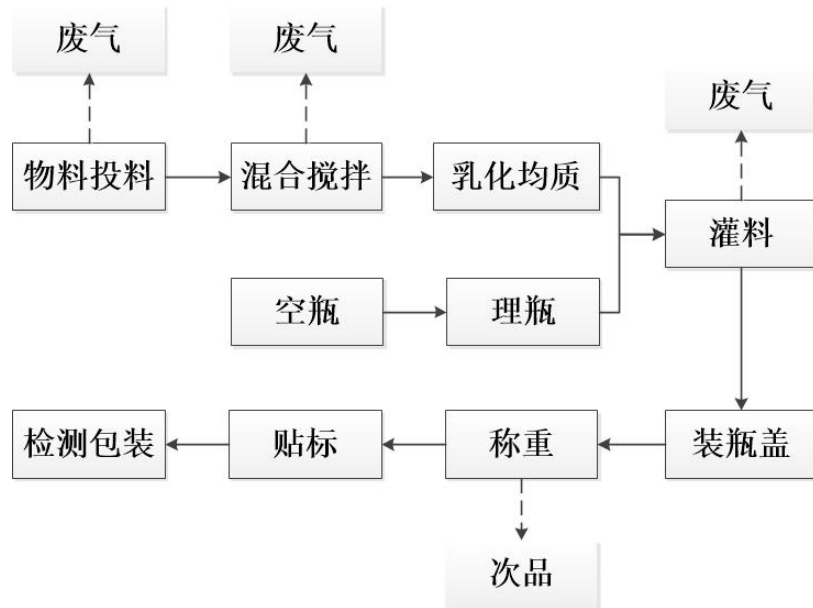 废气
废气
废气
物料投料
混合搅拌
乳化均质
灌料
空瓶
理瓶
检测包装
贴标
称重
装瓶盖
次品